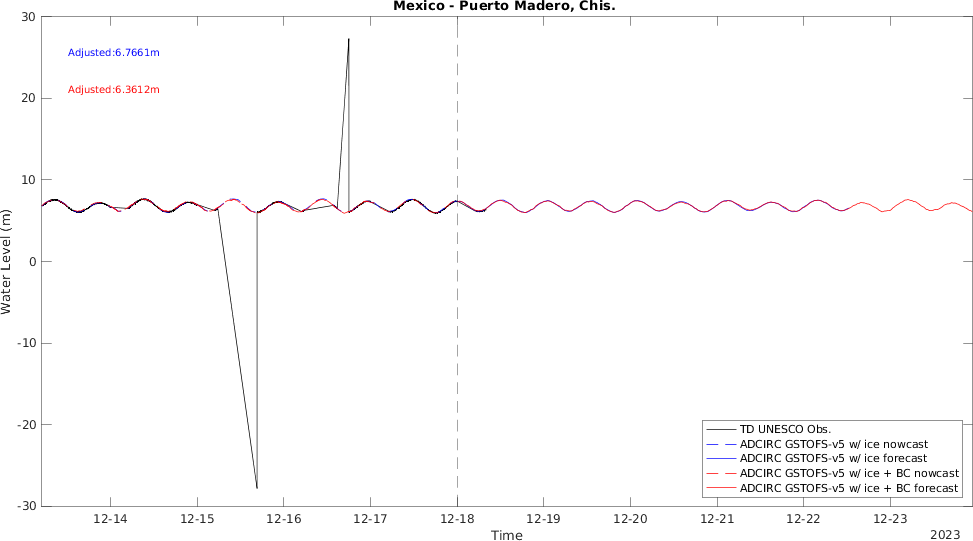 Mexico - Puerto Madero, Chis.
30
20
10
0
-10
-20
-30
Water Level (m)
Adjusted:6.7661m
Adjusted:6.3612m
TD UNESCO Obs.
ADCIRC GSTOFS-v5 w/ ice nowcast
ADCIRC GSTOFS-v5 w/ ice forecast
ADCIRC GSTOFS-v5 w/ ice + BC nowcast
ADCIRC GSTOFS-v5 w/ ice + BC forecast
12-14 12-15 12-16 12-17 12-18 12-19 12-20 12-21 12-22 12-23
Time
2023